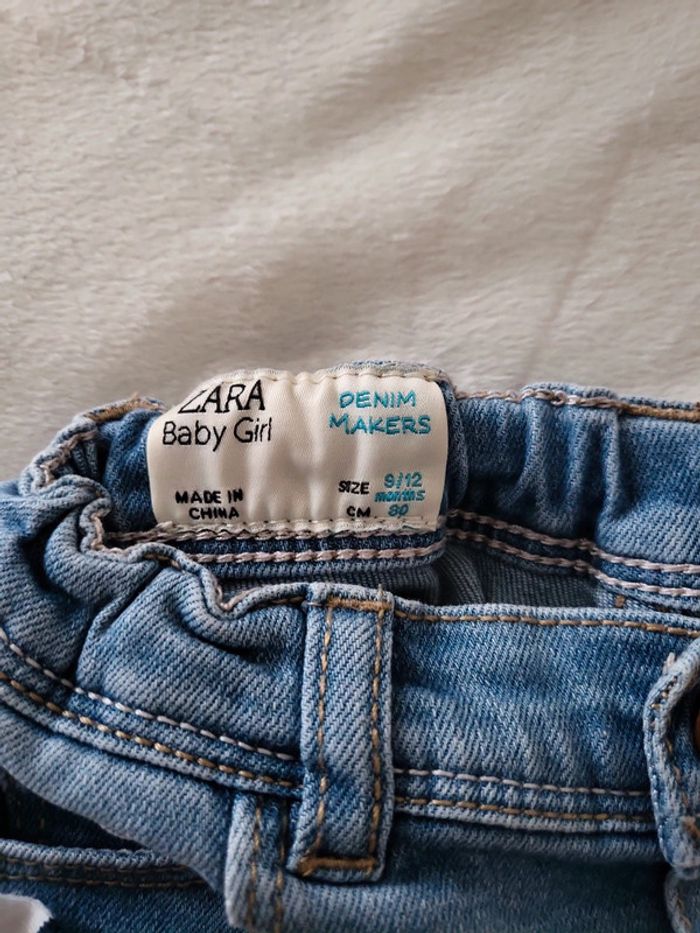 ZARA
Baby Girl
DENIM
MAKERS
MADE IN
CHINA
SIZE 9/12
months
CM 80